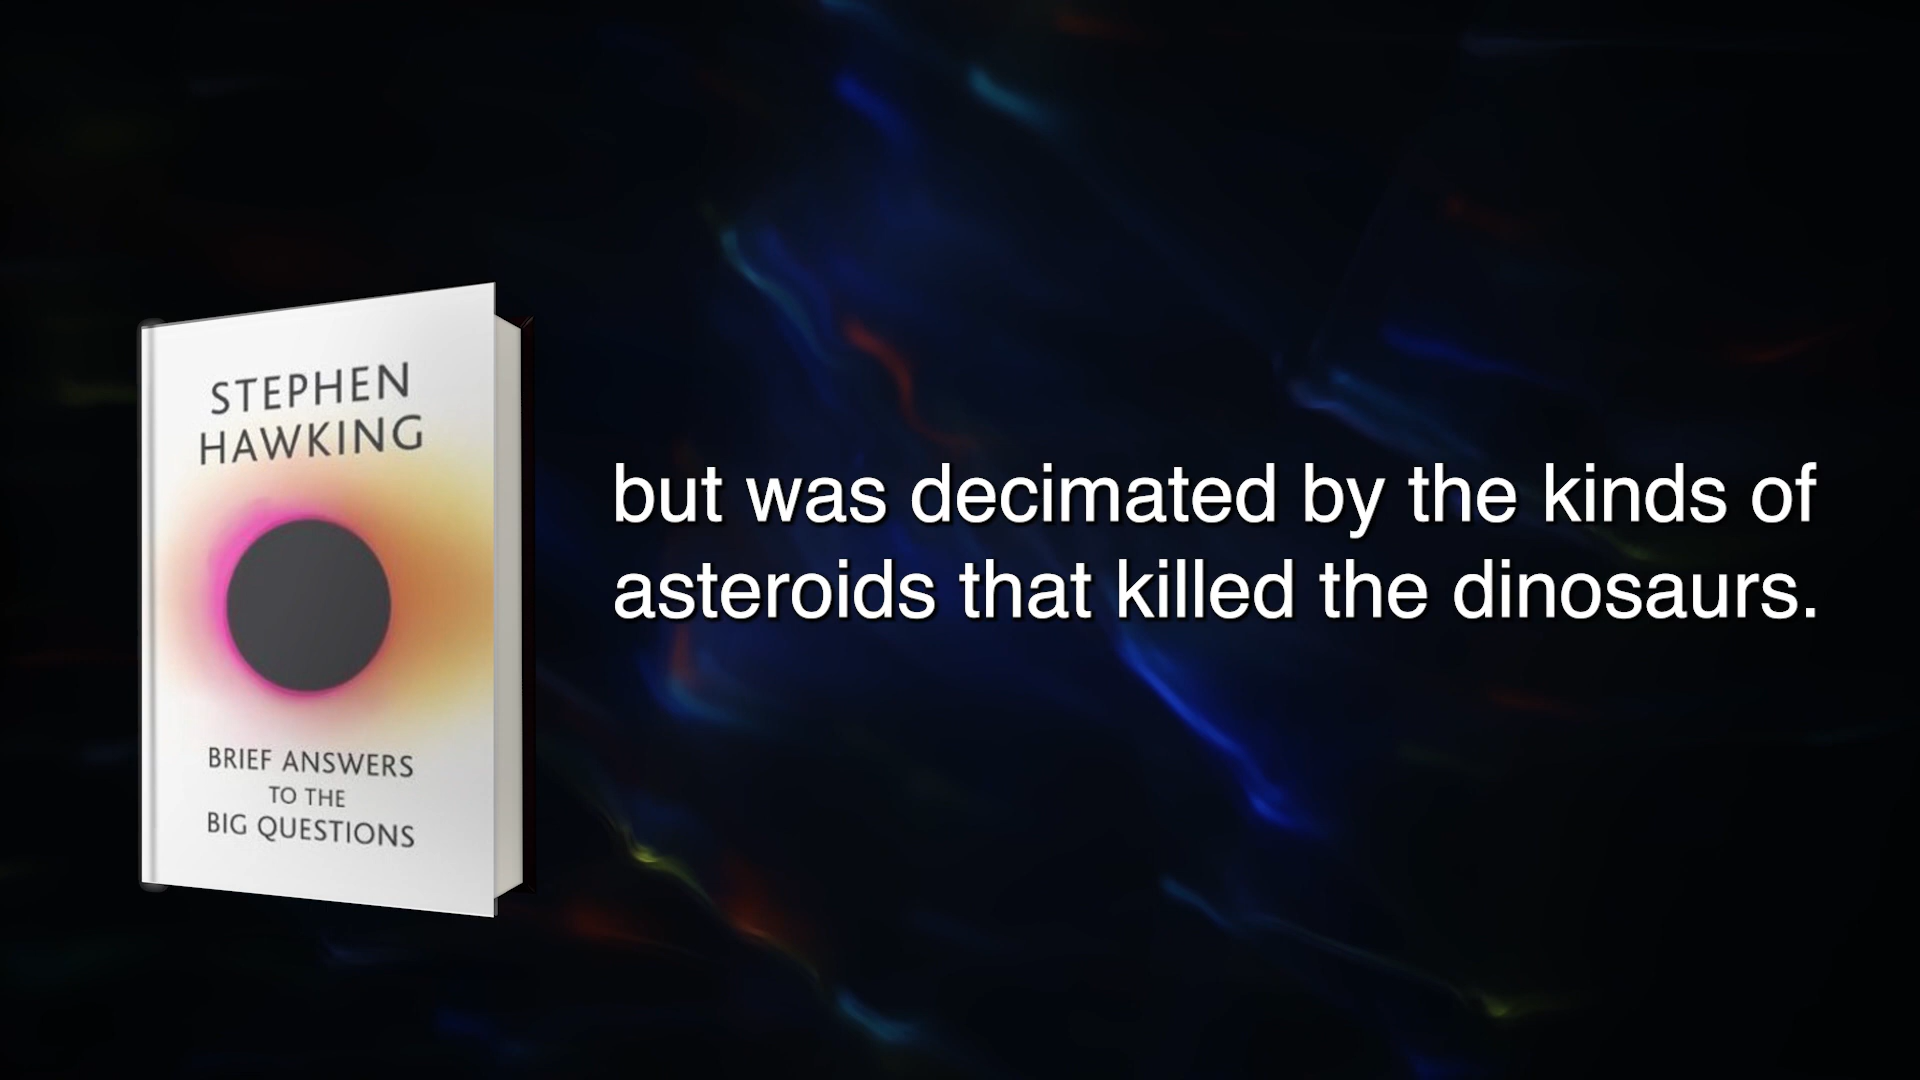 STEPHEN
HAWKING
BRIEF ANSWERS
TO THE
BIG QUESTIONS
but was decimated by the kinds of
asteroids that killed the dinosaurs.